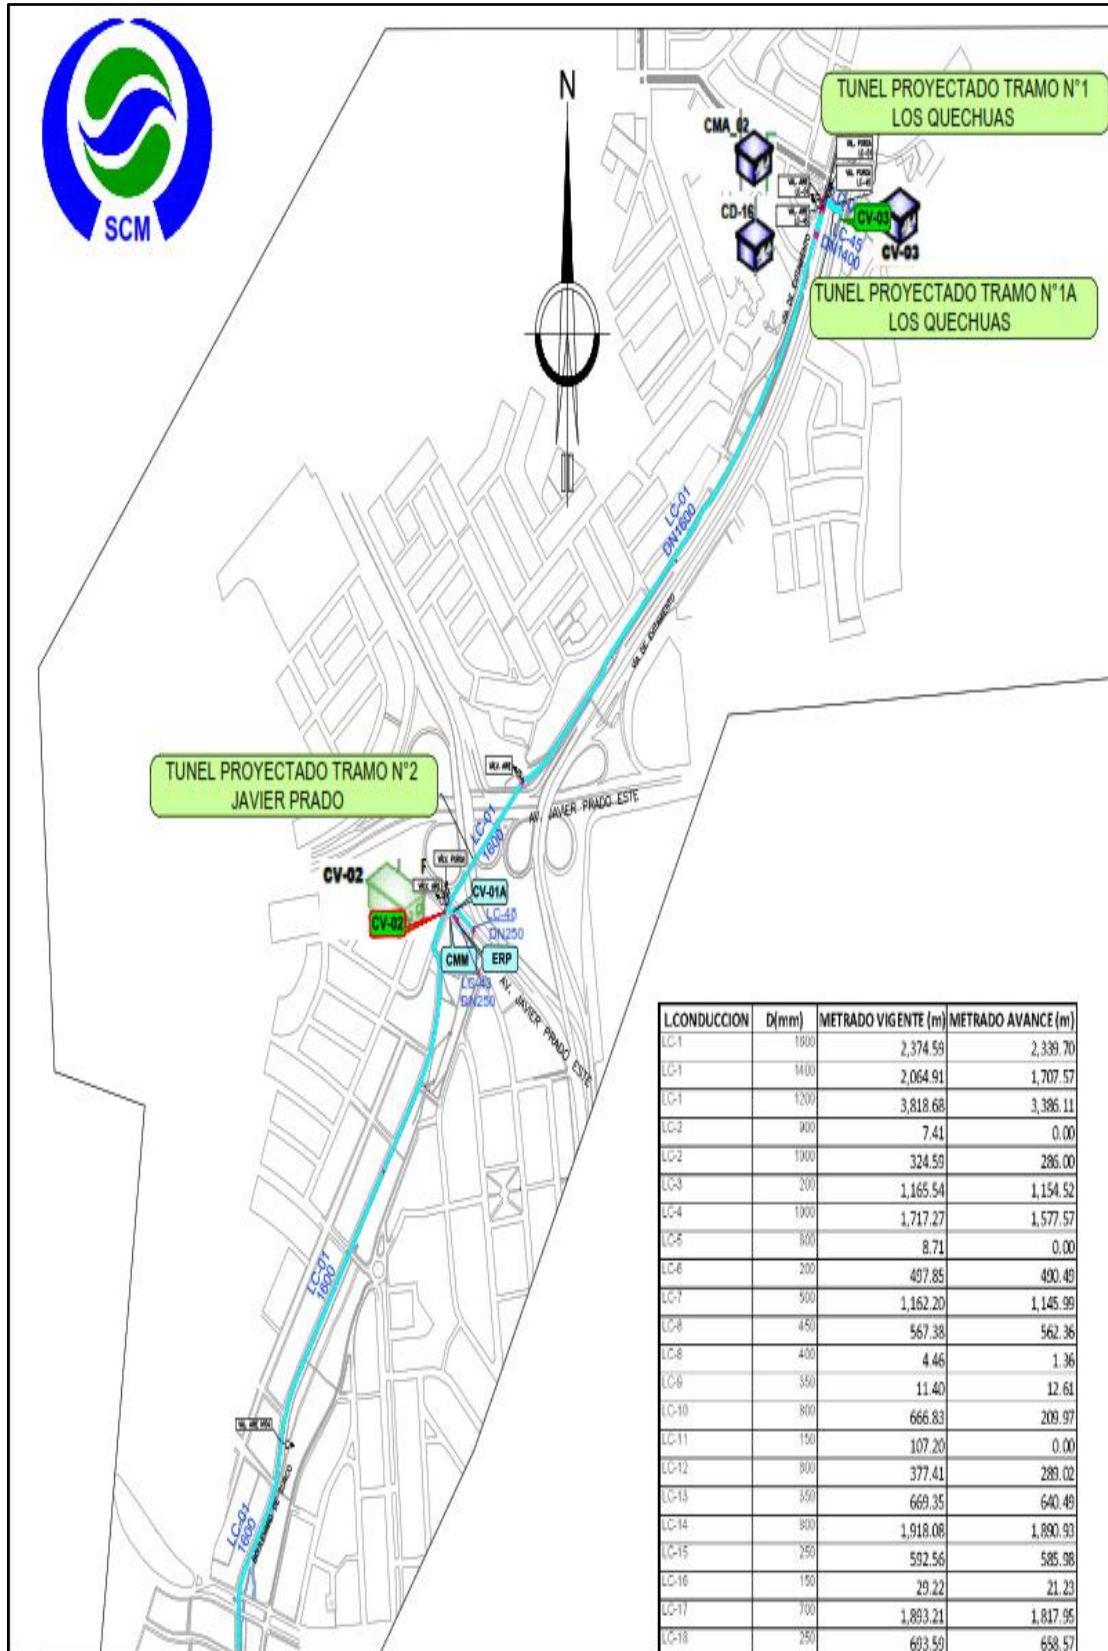 SCM
N
TUNEL PROYECTADO TRAMO N°1
LOS QUECHUAS
CMA_02
CD-16
CV-03
CV-03
LC-45
DN1400
VIA DE EVITAMIENTO
TUNEL PROYECTADO TRAMO N°1A
LOS QUECHUAS
LC-01
DN1600
VIA DE EVITAMIENTO
TUNEL PROYECTADO TRAMO N°2
JAVIER PRADO
VALV. AIRE
AV. JAVIER PRADO ESTE
LC-01
1600
VALV. PURGA
CV-02
CV-02
CV-01A
DN250
CMM
ERP
LC-43
DN250
AV. JAVIER PRADO ESTE
LC-01
1600
LC-01
1600
L.CONDUCCION D(mm) METRADO VIGENTE (m) METRADO AVANCE (m)
LC-1 1600 2,374.59 2,339.70
LC-1 1400 2,064.91 1,707.57
LC-1 1200 3,818.68 3,386.11
LC-2 900 7.41 0.00
LC-2 1000 324.59 286.00
LC-3 200 1,165.54 1,154.52
LC-4 1000 1,717.27 1,577.57
LC-5 800 8.71 0.00
LC-6 200 497.85 490.49
LC-7 500 1,162.20 1,145.99
LC-8 450 567.38 562.36
LC-8 400 4.46 1.36
LC-9 350 11.40 12.61
LC-10 800 666.83 209.97
LC-11 150 107.20 0.00
LC-12 800 377.41 289.02
LC-13 350 669.35 640.49
LC-14 800 1,918.08 1,890.93
LC-15 250 592.56 585.98
LC-16 150 29.22 21.23
LC-17 700 1,893.21 1,817.95
LC-18 250 693.59 658.57